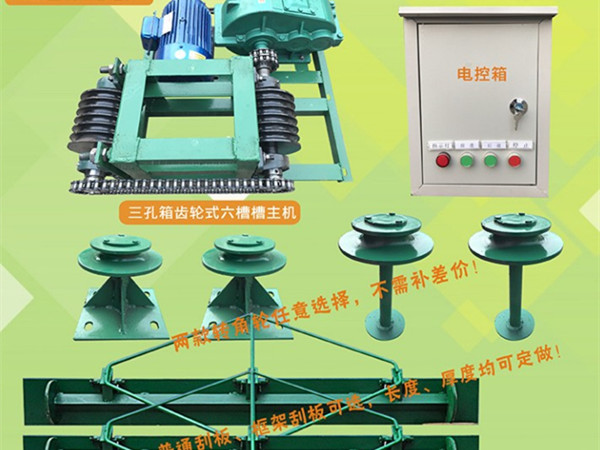 电控箱
三孔箱齿轮式六槽槽主机
两款转角轮任意选择，不需补差价！
普通刮板、框架刮板可选，长度、厚度均可定做！